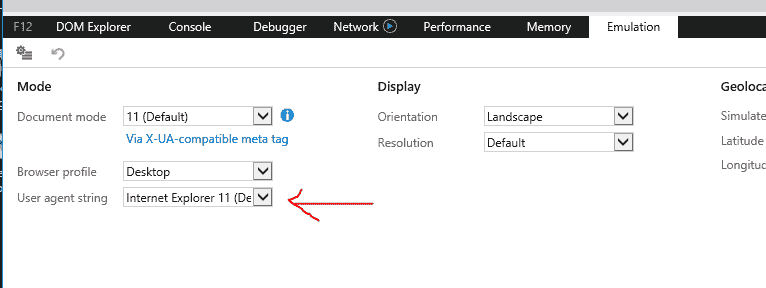 F12 DOM Explorer Console Debugger Network Performance Memory Emulation
Mode Display Geoloca
Document mode 11 (Default) Orientation Landscape Simulate
Via X-UA-compatible meta tag Resolution Default Latitude
Browser profile Desktop Longitud
User agent string Internet Explorer 11 (De